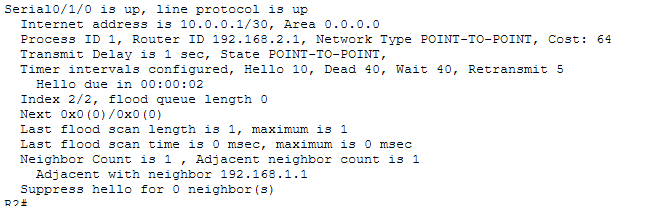 Serial0/1/0 is up, line protocol is up
Internet address is 10.0.0.1/30, Area 0.0.0.0
Process ID 1, Router ID 192.168.2.1, Network Type POINT-TO-POINT, Cost: 64
Transmit Delay is 1 sec, State POINT-TO-POINT,
Timer intervals configured, Hello 10, Dead 40, Wait 40, Retransmit 5
Hello due in 00:00:02
Index 2/2, flood queue length 0
Next 0x0(0)/0x0(0)
Last flood scan length is 1, maximum is 1
Last flood scan time is 0 msec, maximum is 0 msec
Neighbor Count is 1 , Adjacent neighbor count is 1
Adjacent with neighbor 192.168.1.1
Suppress hello for 0 neighbor(s)
R2#